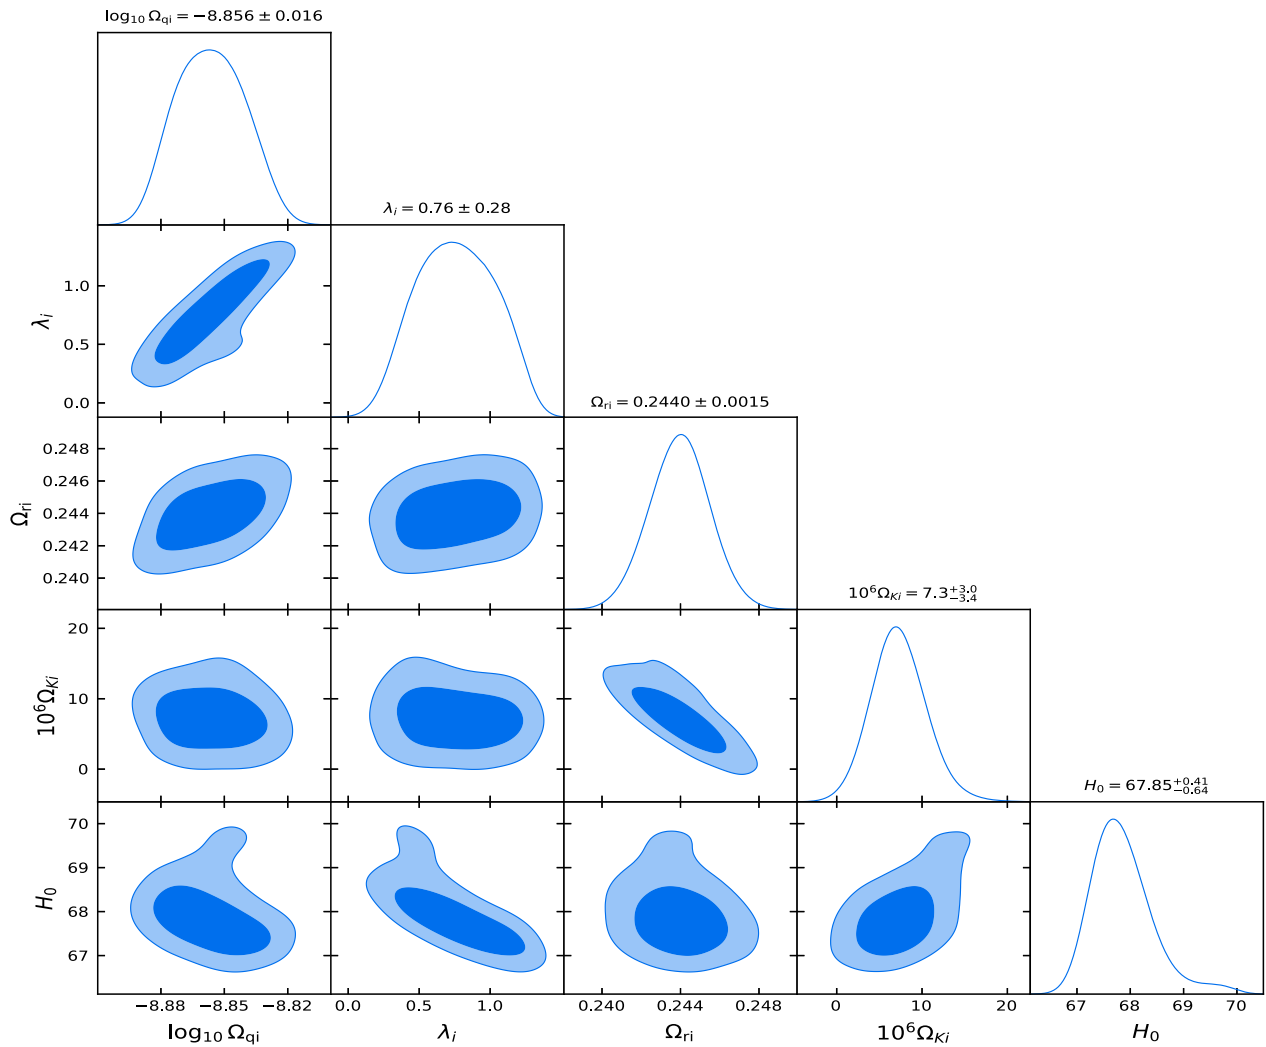 log₁₀ Ω_qi = −8.856 ± 0.016
λ_i = 0.76 ± 0.28
1.0
0.5
0.0
λ_i
Ω_ri = 0.2440 ± 0.0015
0.248
0.246
0.244
0.242
0.240
Ω_ri
10⁶Ω_Ki = 7.3^{+3.0}_{−3.4}
20
10
0
10⁶Ω_Ki
H₀ = 67.85^{+0.41}_{−0.64}
70
69
68
67
H₀
−8.88 −8.85 −8.82 0.0 0.5 1.0 0.240 0.244 0.248 0 10 20 67 68 69 70
log₁₀ Ω_qi λ_i Ω_ri 10⁶Ω_Ki H₀